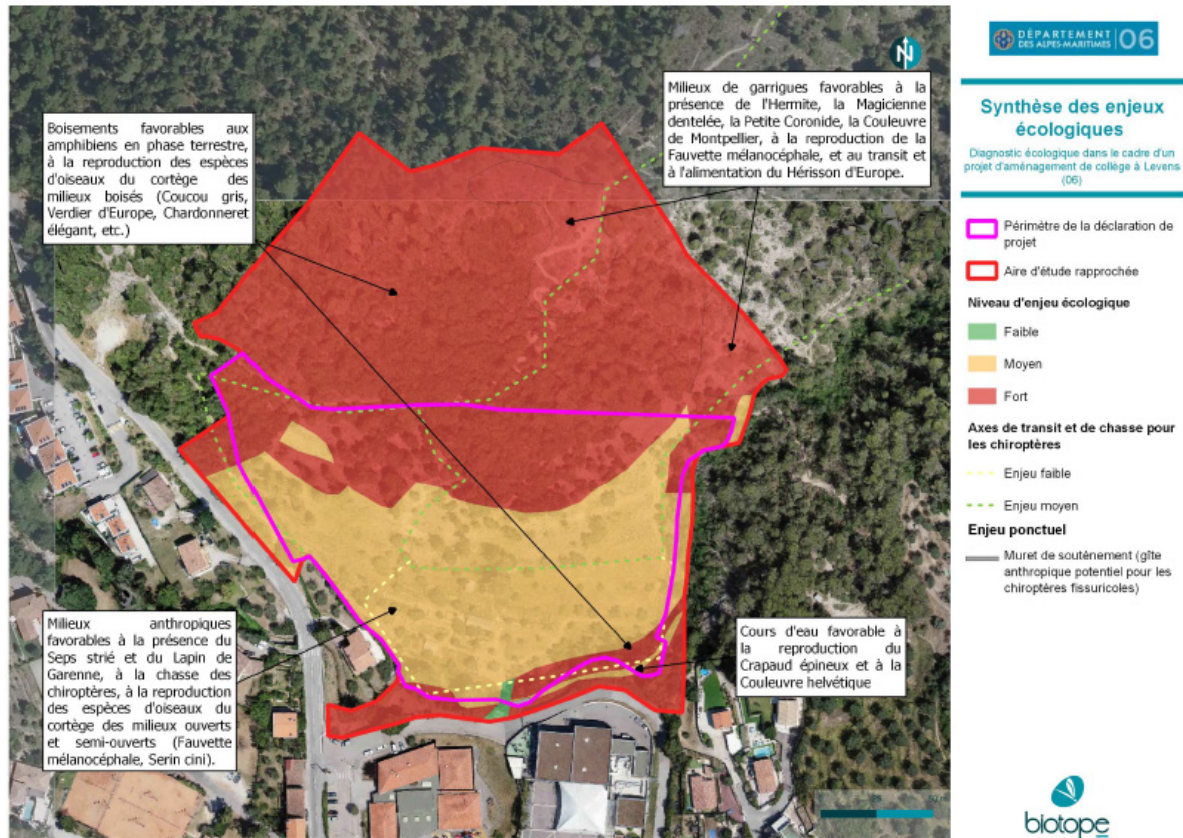 Boisements favorables aux
amphibiens en phase terrestre,
à la reproduction des espèces
d'oiseaux du cortège des
milieux boisés (Coucou gris,
Verdier d'Europe, Chardonneret
élégant, etc.)
Milieux de garrigues favorables à la
présence de l'Hermite, la Magicienne
dentelée, la Petite Coronide, la Couleuvre
de Montpellier, à la reproduction de la
Fauvette mélanocéphale, et au transit et
à l'alimentation du Hérisson d'Europe.
Milieux anthropiques
favorables à la présence du
Seps strié et du Lapin de
Garenne, à la chasse des
chiroptères, à la reproduction
des espèces d'oiseaux du
cortège des milieux ouverts
et semi-ouverts (Fauvette
mélanocéphale, Serin cini).
Cours d'eau favorable à
la reproduction du
Crapaud épineux et à la
Couleuvre helvétique
N
DÉPARTEMENT
DES ALPES-MARITIMES
06
Synthèse des enjeux
écologiques
Diagnostic écologique dans le cadre d'un
projet d'aménagement de collège à Levens
(06)
Périmètre de la déclaration de
projet
Aire d'étude rapprochée
Niveau d'enjeu écologique
Faible
Moyen
Fort
Axes de transit et de chasse pour
les chiroptères
Enjeu faible
Enjeu moyen
Enjeu ponctuel
Muret de soutènement (gîte
anthropique potentiel pour les
chiroptères fissuricoles)
biotope